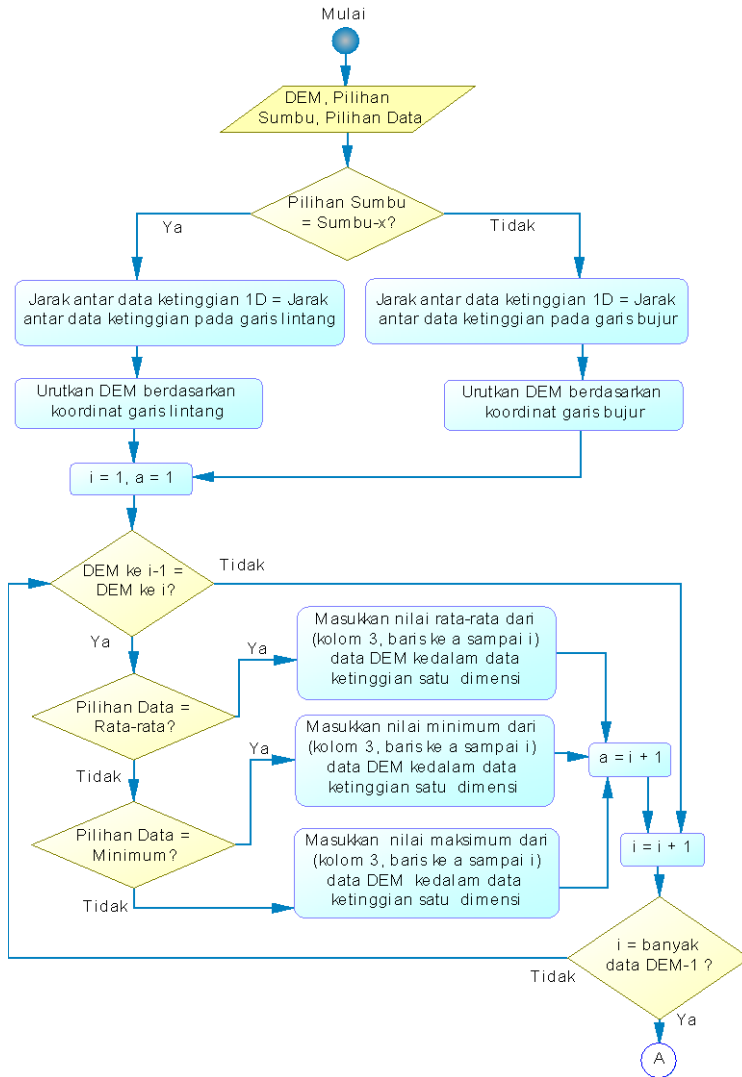 Mulai
DEM, Pilihan
Sumbu, Pilihan Data
Pilihan Sumbu
= Sumbu-x?
Ya
Tidak
Jarak antar data ketinggian 1D = Jarak
antar data ketinggian pada garis lintang
Jarak antar data ketinggian 1D = Jarak
antar data ketinggian pada garis bujur
Urutkan DEM berdasarkan
koordinat garis lintang
Urutkan DEM berdasarkan
koordinat garis bujur
i = 1, a = 1
DEM ke i-1 =
DEM ke i?
Tidak
Ya
Pilihan Data =
Rata-rata?
Ya
Masukkan nilai rata-rata dari
(kolom 3, baris ke a sampai i)
data DEM kedalam data
ketinggian satu dimensi
Tidak
Pilihan Data =
Minimum?
Ya
Masukkan nilai minimum dari
(kolom 3, baris ke a sampai i)
data DEM kedalam data
ketinggian satu dimensi
a = i + 1
Tidak
Masukkan nilai maksimum dari
(kolom 3, baris ke a sampai i)
data DEM kedalam data
ketinggian satu dimensi
i = i + 1
i = banyak
data DEM-1 ?
Tidak
Ya
A